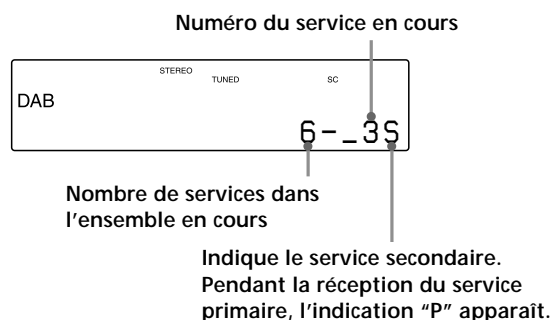 Numéro du service en cours
STEREO
TUNED
SC
DAB
6-_3S
Nombre de services dans
l'ensemble en cours
Indique le service secondaire.
Pendant la réception du service
primaire, l'indication “P” apparaît.